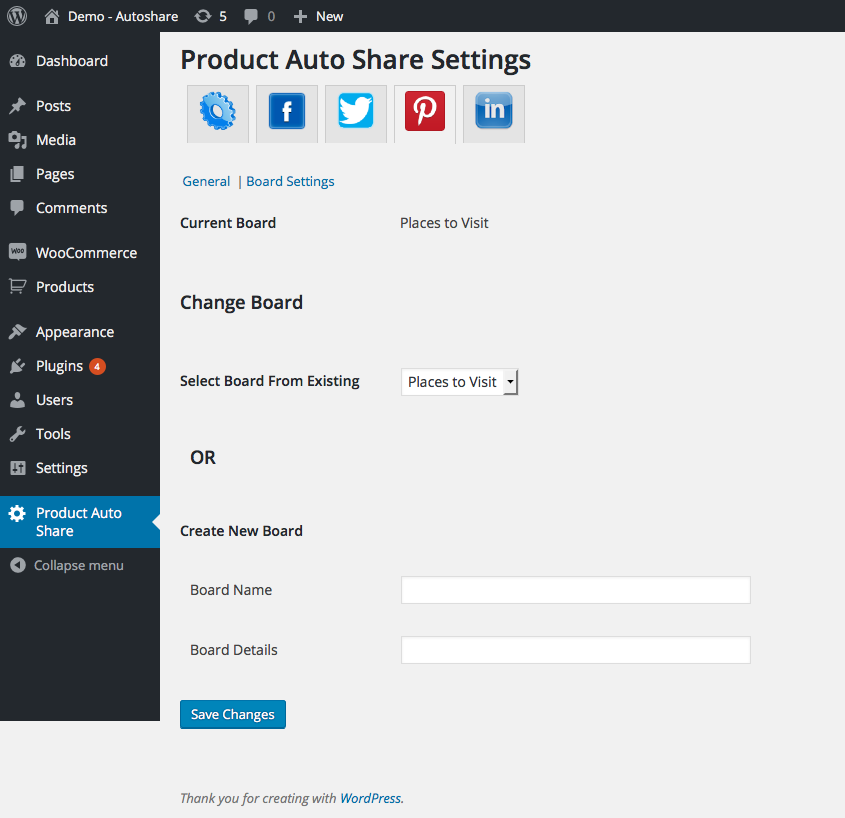 Demo - Autoshare 5 0 New
Dashboard
Posts
Media
Pages
Comments
Woo WooCommerce
Products
Appearance
Plugins 4
Users
Tools
Settings
Product Auto
Share
Collapse menu
Product Auto Share Settings
f in
General | Board Settings
Current Board Places to Visit
Change Board
Select Board From Existing Places to Visit
OR
Create New Board
Board Name
Board Details
Save Changes
Thank you for creating with WordPress.